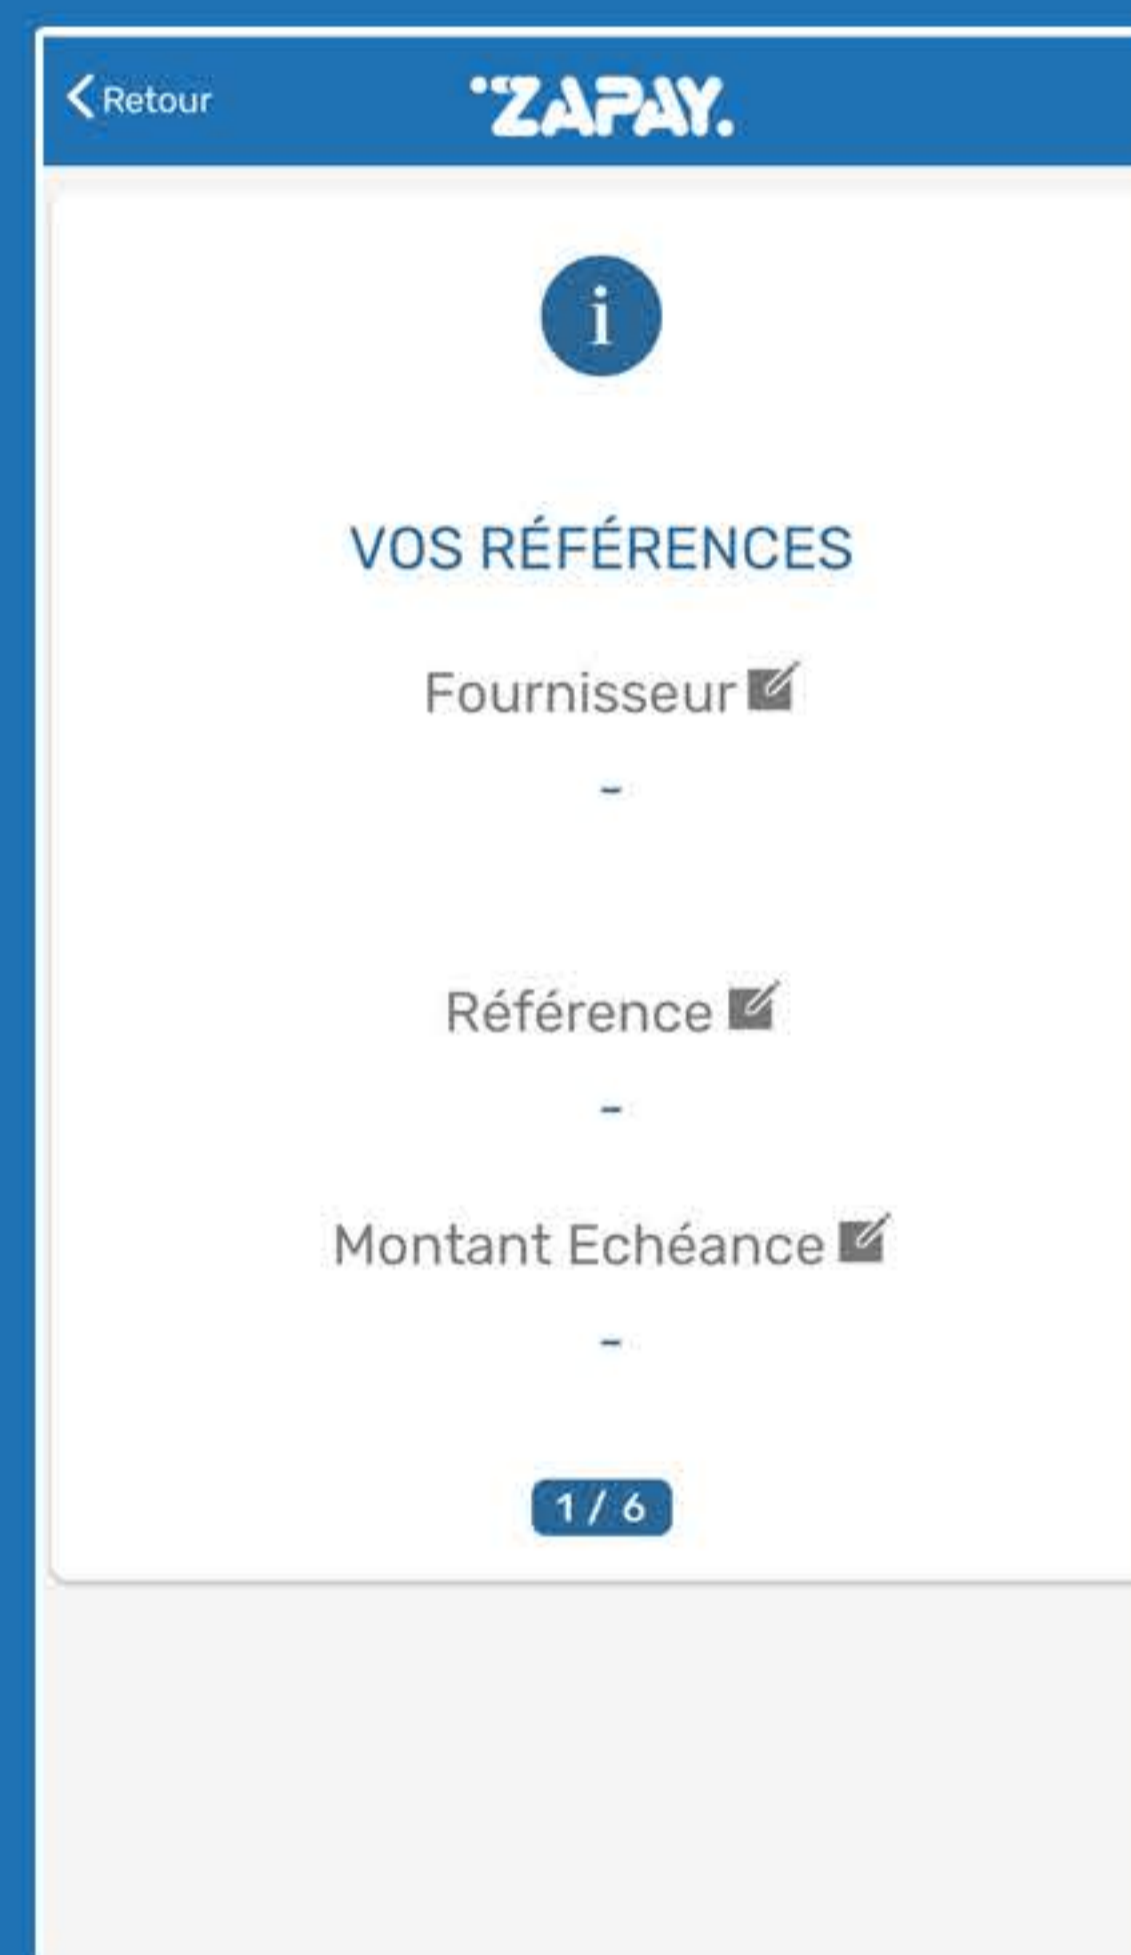 Retour
ZAPAY.
i
VOS RÉFÉRENCES
Fournisseur
-
Référence
-
Montant Echéance
-
1 / 6